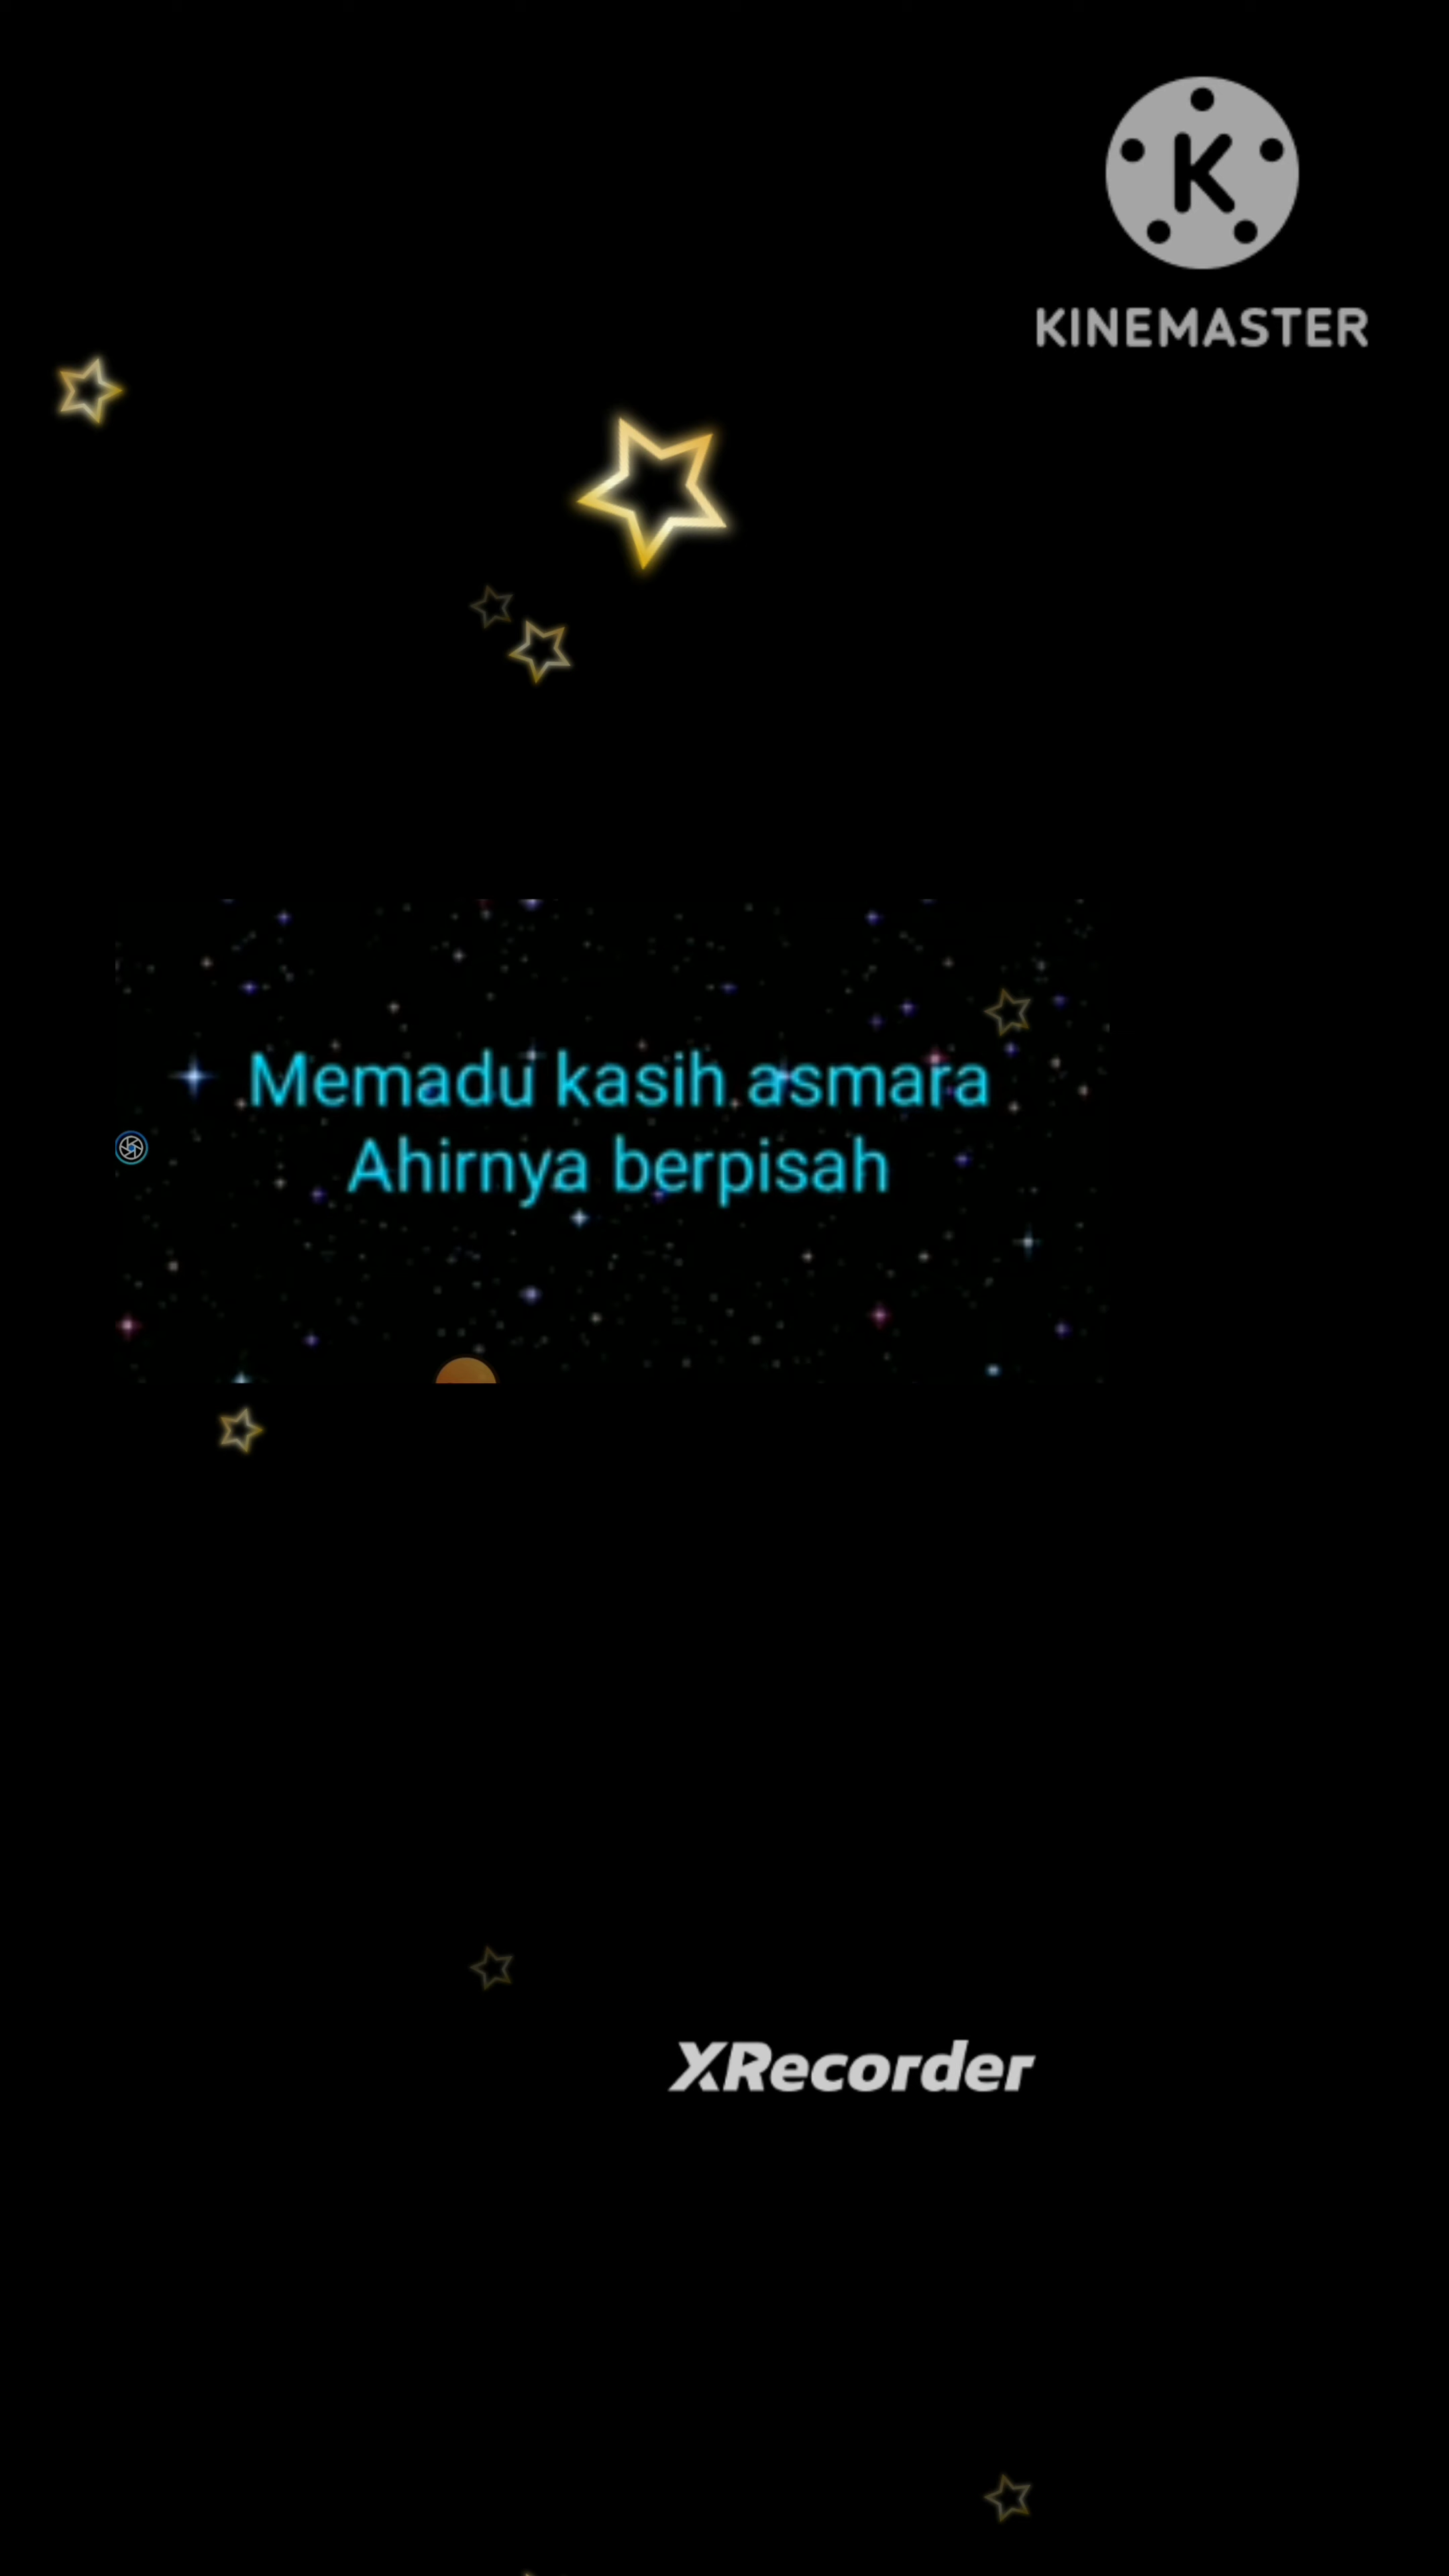 K
KINEMASTER
Memadu kasih asmara
Ahirnya berpisah
XRecorder